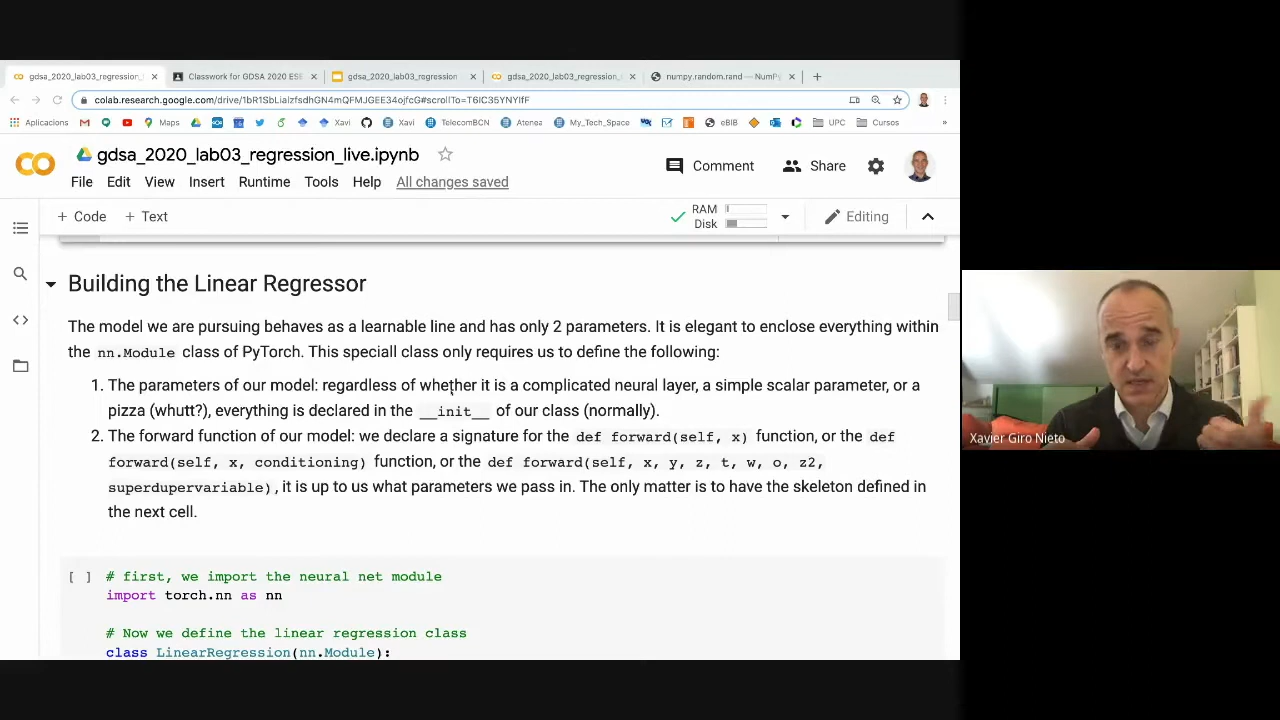 gdsa_2020_lab03_regression_
Classwork for GDSA 2020 ESE
gdsa_2020_lab03_regression
gdsa_2020_lab03_regression_
numpy.random.rand — NumPy
colab.research.google.com/drive/1bR1SbLialzfsdhGN4mQFMJGEE34ojfcG#scrollTo=T6IC35YNYIfF
Aplicacions
Maps
Xavi
Xavi
TelecomBCN
Atenea
My_Tech_Space
eBIB
UPC
Cursos
»
gdsa_2020_lab03_regression_live.ipynb
Comment
Share
File Edit View Insert Runtime Tools Help All changes saved
+ Code + Text
RAM
Disk
Editing
Building the Linear Regressor
The model we are pursuing behaves as a learnable line and has only 2 parameters. It is elegant to enclose everything within
the nn.Module class of PyTorch. This speciall class only requires us to define the following:
1. The parameters of our model: regardless of whether it is a complicated neural layer, a simple scalar parameter, or a
pizza (whutt?), everything is declared in the __init__ of our class (normally).
2. The forward function of our model: we declare a signature for the def forward(self, x) function, or the def
forward(self, x, conditioning) function, or the def forward(self, x, y, z, t, w, o, z2,
superdupervariable), it is up to us what parameters we pass in. The only matter is to have the skeleton defined in
the next cell.
[ ] # first, we import the neural net module
import torch.nn as nn
# Now we define the linear regression class
class LinearRegression(nn.Module):
Xavier Giro Nieto